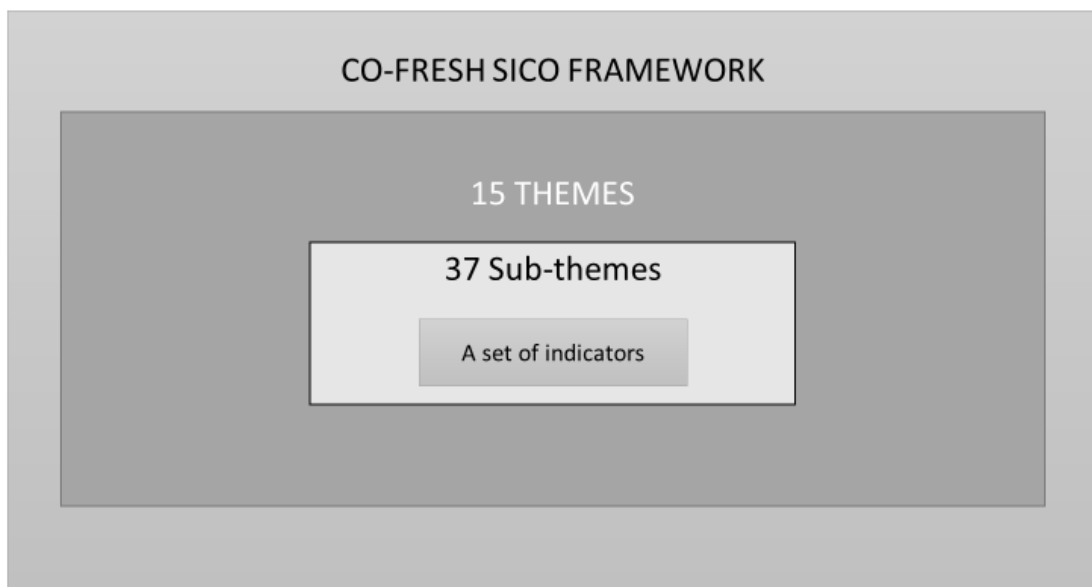 CO-FRESH SICO FRAMEWORK
15 THEMES
37 Sub-themes
A set of indicators